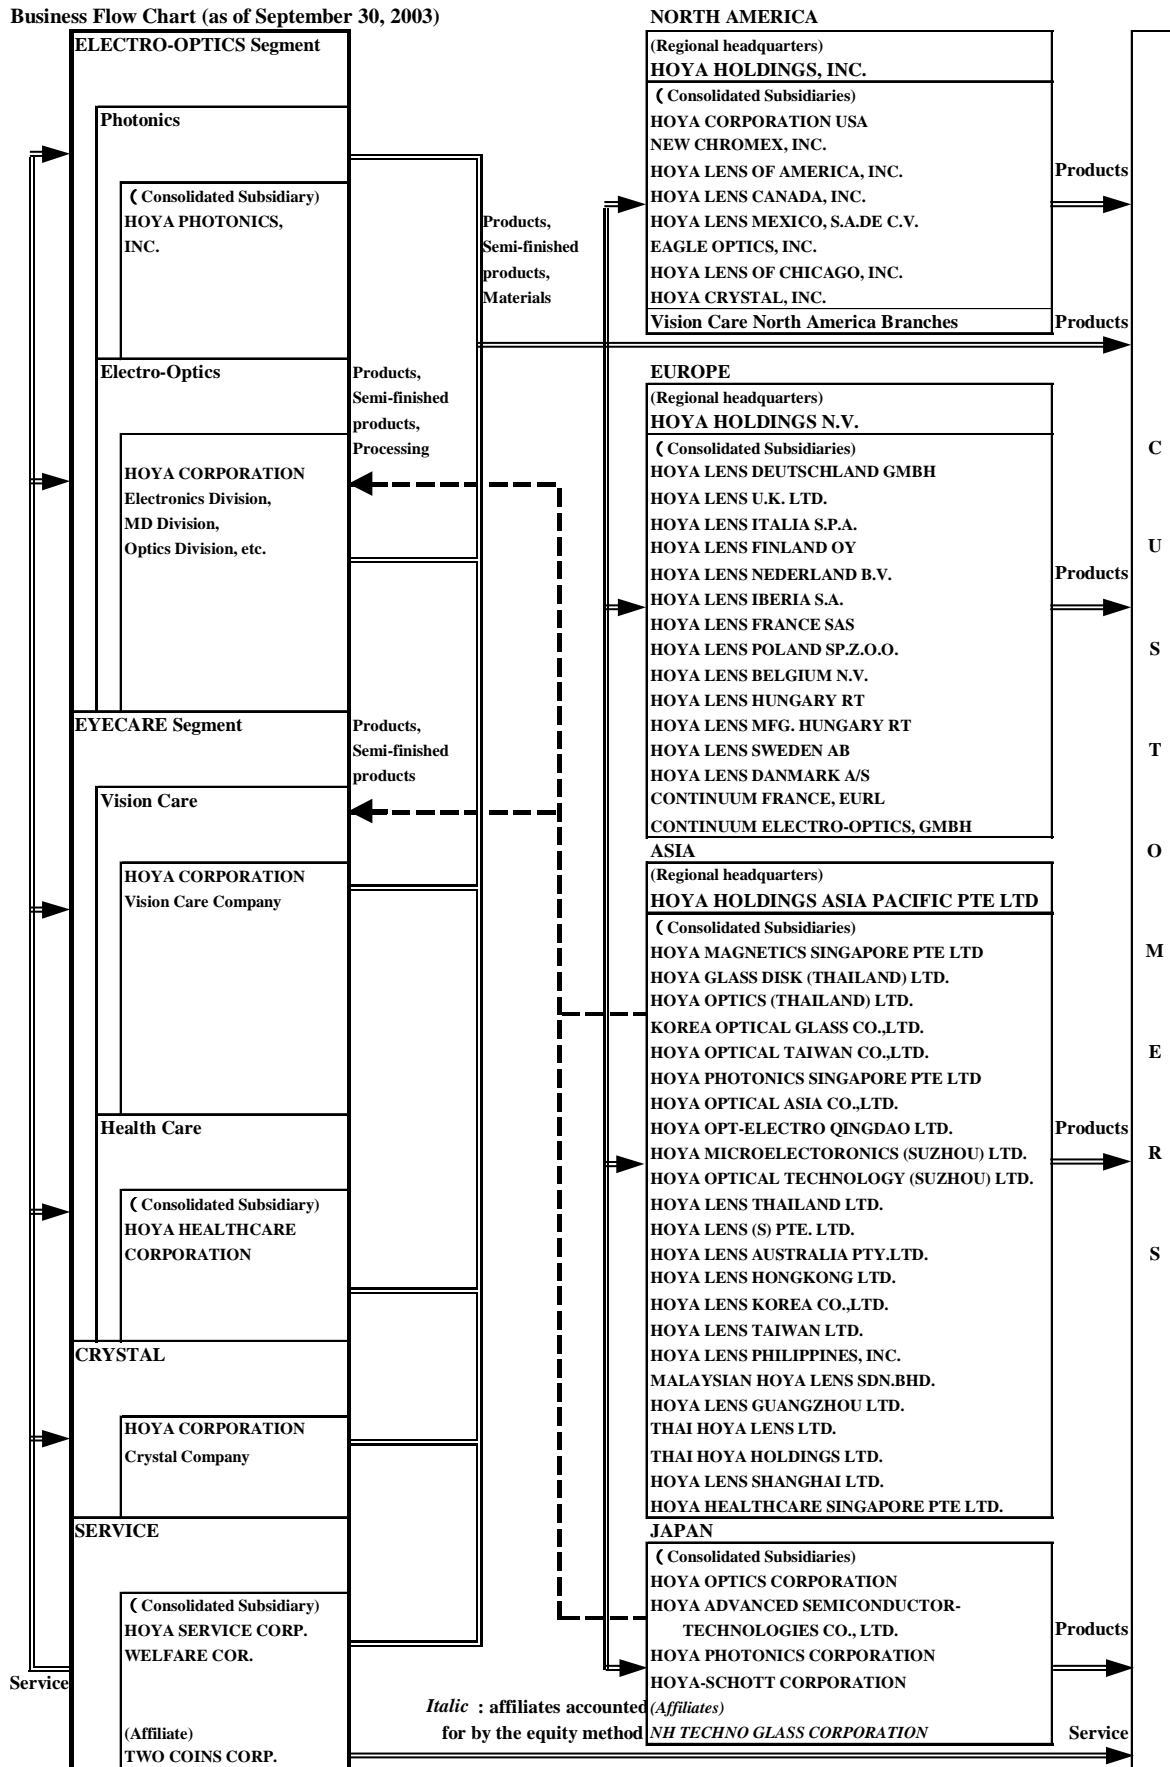 Business Flow Chart (as of September 30, 2003)
ELECTRO-OPTICS Segment
Photonics
( Consolidated Subsidiary)
HOYA PHOTONICS,
INC.
Electro-Optics
HOYA CORPORATION
Electronics Division,
MD Division,
Optics Division, etc.
EYECARE Segment
Vision Care
HOYA CORPORATION
Vision Care Company
Health Care
( Consolidated Subsidiary)
HOYA HEALTHCARE
CORPORATION
CRYSTAL
HOYA CORPORATION
Crystal Company
SERVICE
( Consolidated Subsidiary)
HOYA SERVICE CORP.
WELFARE COR.
(Affiliate)
TWO COINS CORP.
Service
Products,
Semi-finished
products,
Processing
Products,
Semi-finished
products
Products,
Semi-finished
products,
Materials
NORTH AMERICA
(Regional headquarters)
HOYA HOLDINGS, INC.
( Consolidated Subsidiaries)
HOYA CORPORATION USA
NEW CHROMEX, INC.
HOYA LENS OF AMERICA, INC.
HOYA LENS CANADA, INC.
HOYA LENS MEXICO, S.A.DE C.V.
EAGLE OPTICS, INC.
HOYA LENS OF CHICAGO, INC.
HOYA CRYSTAL, INC.
Vision Care North America Branches
Products
Products
EUROPE
(Regional headquarters)
HOYA HOLDINGS N.V.
( Consolidated Subsidiaries)
HOYA LENS DEUTSCHLAND GMBH
HOYA LENS U.K. LTD.
HOYA LENS ITALIA S.P.A.
HOYA LENS FINLAND OY
HOYA LENS NEDERLAND B.V.
HOYA LENS IBERIA S.A.
HOYA LENS FRANCE SAS
HOYA LENS POLAND SP.Z.O.O.
HOYA LENS BELGIUM N.V.
HOYA LENS HUNGARY RT
HOYA LENS MFG. HUNGARY RT
HOYA LENS SWEDEN AB
HOYA LENS DANMARK A/S
CONTINUUM FRANCE, EURL
CONTINUUM ELECTRO-OPTICS, GMBH
Products
ASIA
(Regional headquarters)
HOYA HOLDINGS ASIA PACIFIC PTE LTD
( Consolidated Subsidiaries)
HOYA MAGNETICS SINGAPORE PTE LTD
HOYA GLASS DISK (THAILAND) LTD.
HOYA OPTICS (THAILAND) LTD.
KOREA OPTICAL GLASS CO.,LTD.
HOYA OPTICAL TAIWAN CO.,LTD.
HOYA PHOTONICS SINGAPORE PTE LTD
HOYA OPTICAL ASIA CO.,LTD.
HOYA OPT-ELECTRO QINGDAO LTD.
HOYA MICROELECTORONICS (SUZHOU) LTD.
HOYA OPTICAL TECHNOLOGY (SUZHOU) LTD.
HOYA LENS THAILAND LTD.
HOYA LENS (S) PTE. LTD.
HOYA LENS AUSTRALIA PTY.LTD.
HOYA LENS HONGKONG LTD.
HOYA LENS KOREA CO.,LTD.
HOYA LENS TAIWAN LTD.
HOYA LENS PHILIPPINES, INC.
MALAYSIAN HOYA LENS SDN.BHD.
HOYA LENS GUANGZHOU LTD.
THAI HOYA LENS LTD.
THAI HOYA HOLDINGS LTD.
HOYA LENS SHANGHAI LTD.
HOYA HEALTHCARE SINGAPORE PTE LTD.
Products
JAPAN
( Consolidated Subsidiaries)
HOYA OPTICS CORPORATION
HOYA ADVANCED SEMICONDUCTOR-
TECHNOLOGIES CO., LTD.
HOYA PHOTONICS CORPORATION
HOYA-SCHOTT CORPORATION
(Affiliates)
NH TECHNO GLASS CORPORATION
Products
Service
Italic : affiliates accounted
for by the equity method
C
U
S
T
O
M
E
R
S